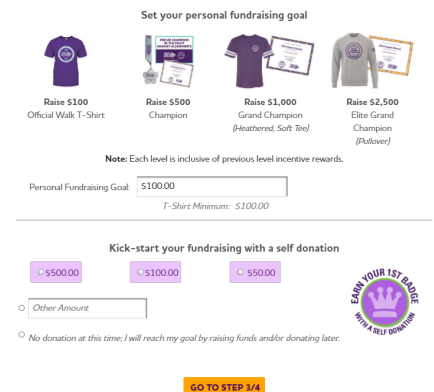 Set your personal fundraising goal
Raise $100
Official Walk T-Shirt
Raise $500
Champion
Raise $1,000
Grand Champion
(Heathered, Soft Tee)
Raise $2,500
Elite Grand
Champion
(Pullover)
Note: Each level is inclusive of previous level incentive rewards.
Personal Fundraising Goal: $100.00
T-Shirt Minimum: $100.00
Kick-start your fundraising with a self donation
$500.00
$100.00
$50.00
Other Amount
No donation at this time; I will reach my goal by raising funds and/or donating later.
EARN YOUR 1ST BADGE
WITH A SELF DONATION
GO TO STEP 3/4